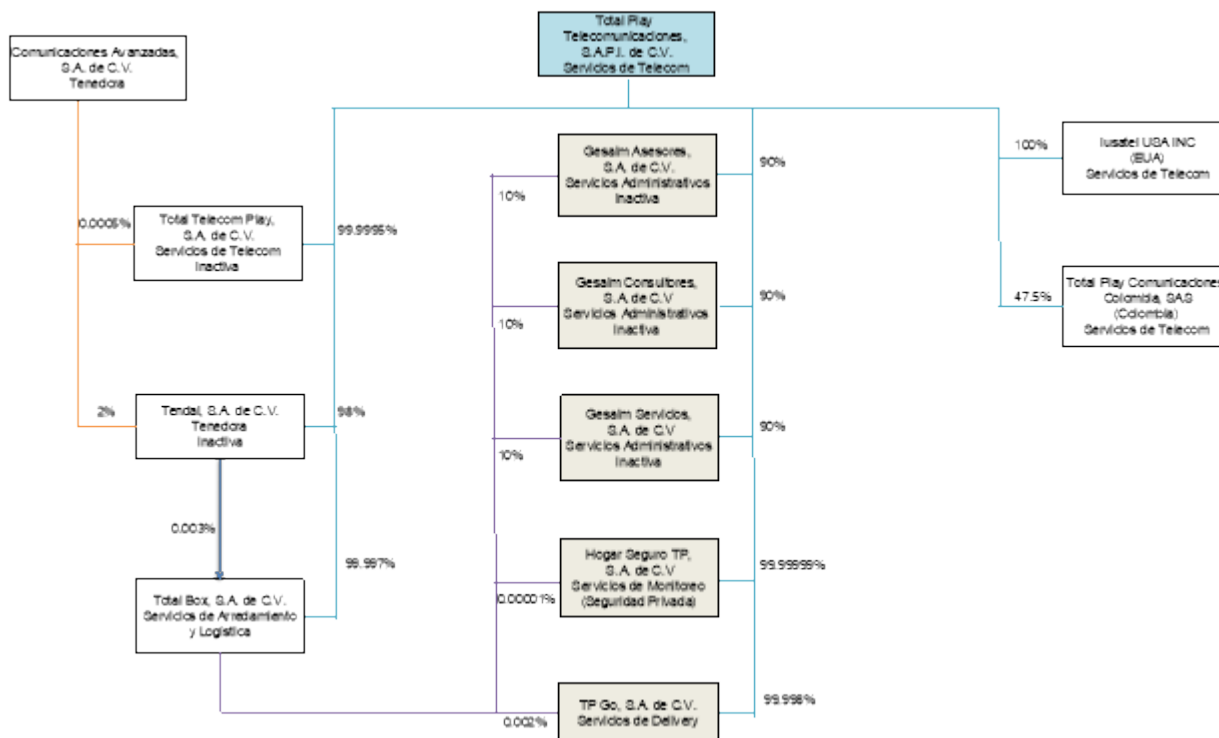 Total Play
Telecomunicaciones,
S.A.P.I. de C.V.
Servicios de Telecom
Comunicaciones Avanzadas,
S.A. de C.V.
Tenedora
100%
Iusatel USA INC
(EUA)
Servicios de Telecom
Gesalm Asesores,
S.A. de C.V.
Servicios Administrativos
Inactiva
90%
10%
0.0005%
Total Telecom Play,
S.A. de C.V.
Servicios de Telecom
Inactiva
99.9995%
Gesalm Consultores,
S.A. de C.V
Servicios Administrativos
Inactiva
90%
10%
47.5%
Total Play Comunicaciones
Colombia, SAS
(Colombia)
Servicios de Telecom
2%
Tendai, S.A. de C.V.
Tenedora
Inactiva
98%
Gesalm Servicios,
S.A. de C.V
Servicios Administrativos
Inactiva
90%
10%
0.003%
99.997%
Hogar Seguro TP,
S.A. de C.V
Servicios de Monitoreo
(Seguridad Privada)
99.99999%
0.00001%
Total Box, S.A. de C.V.
Servicios de Arredamiento
y Logística
TP Go, S.A. de C.V.
Servicios de Delivery
99.998%
0.002%